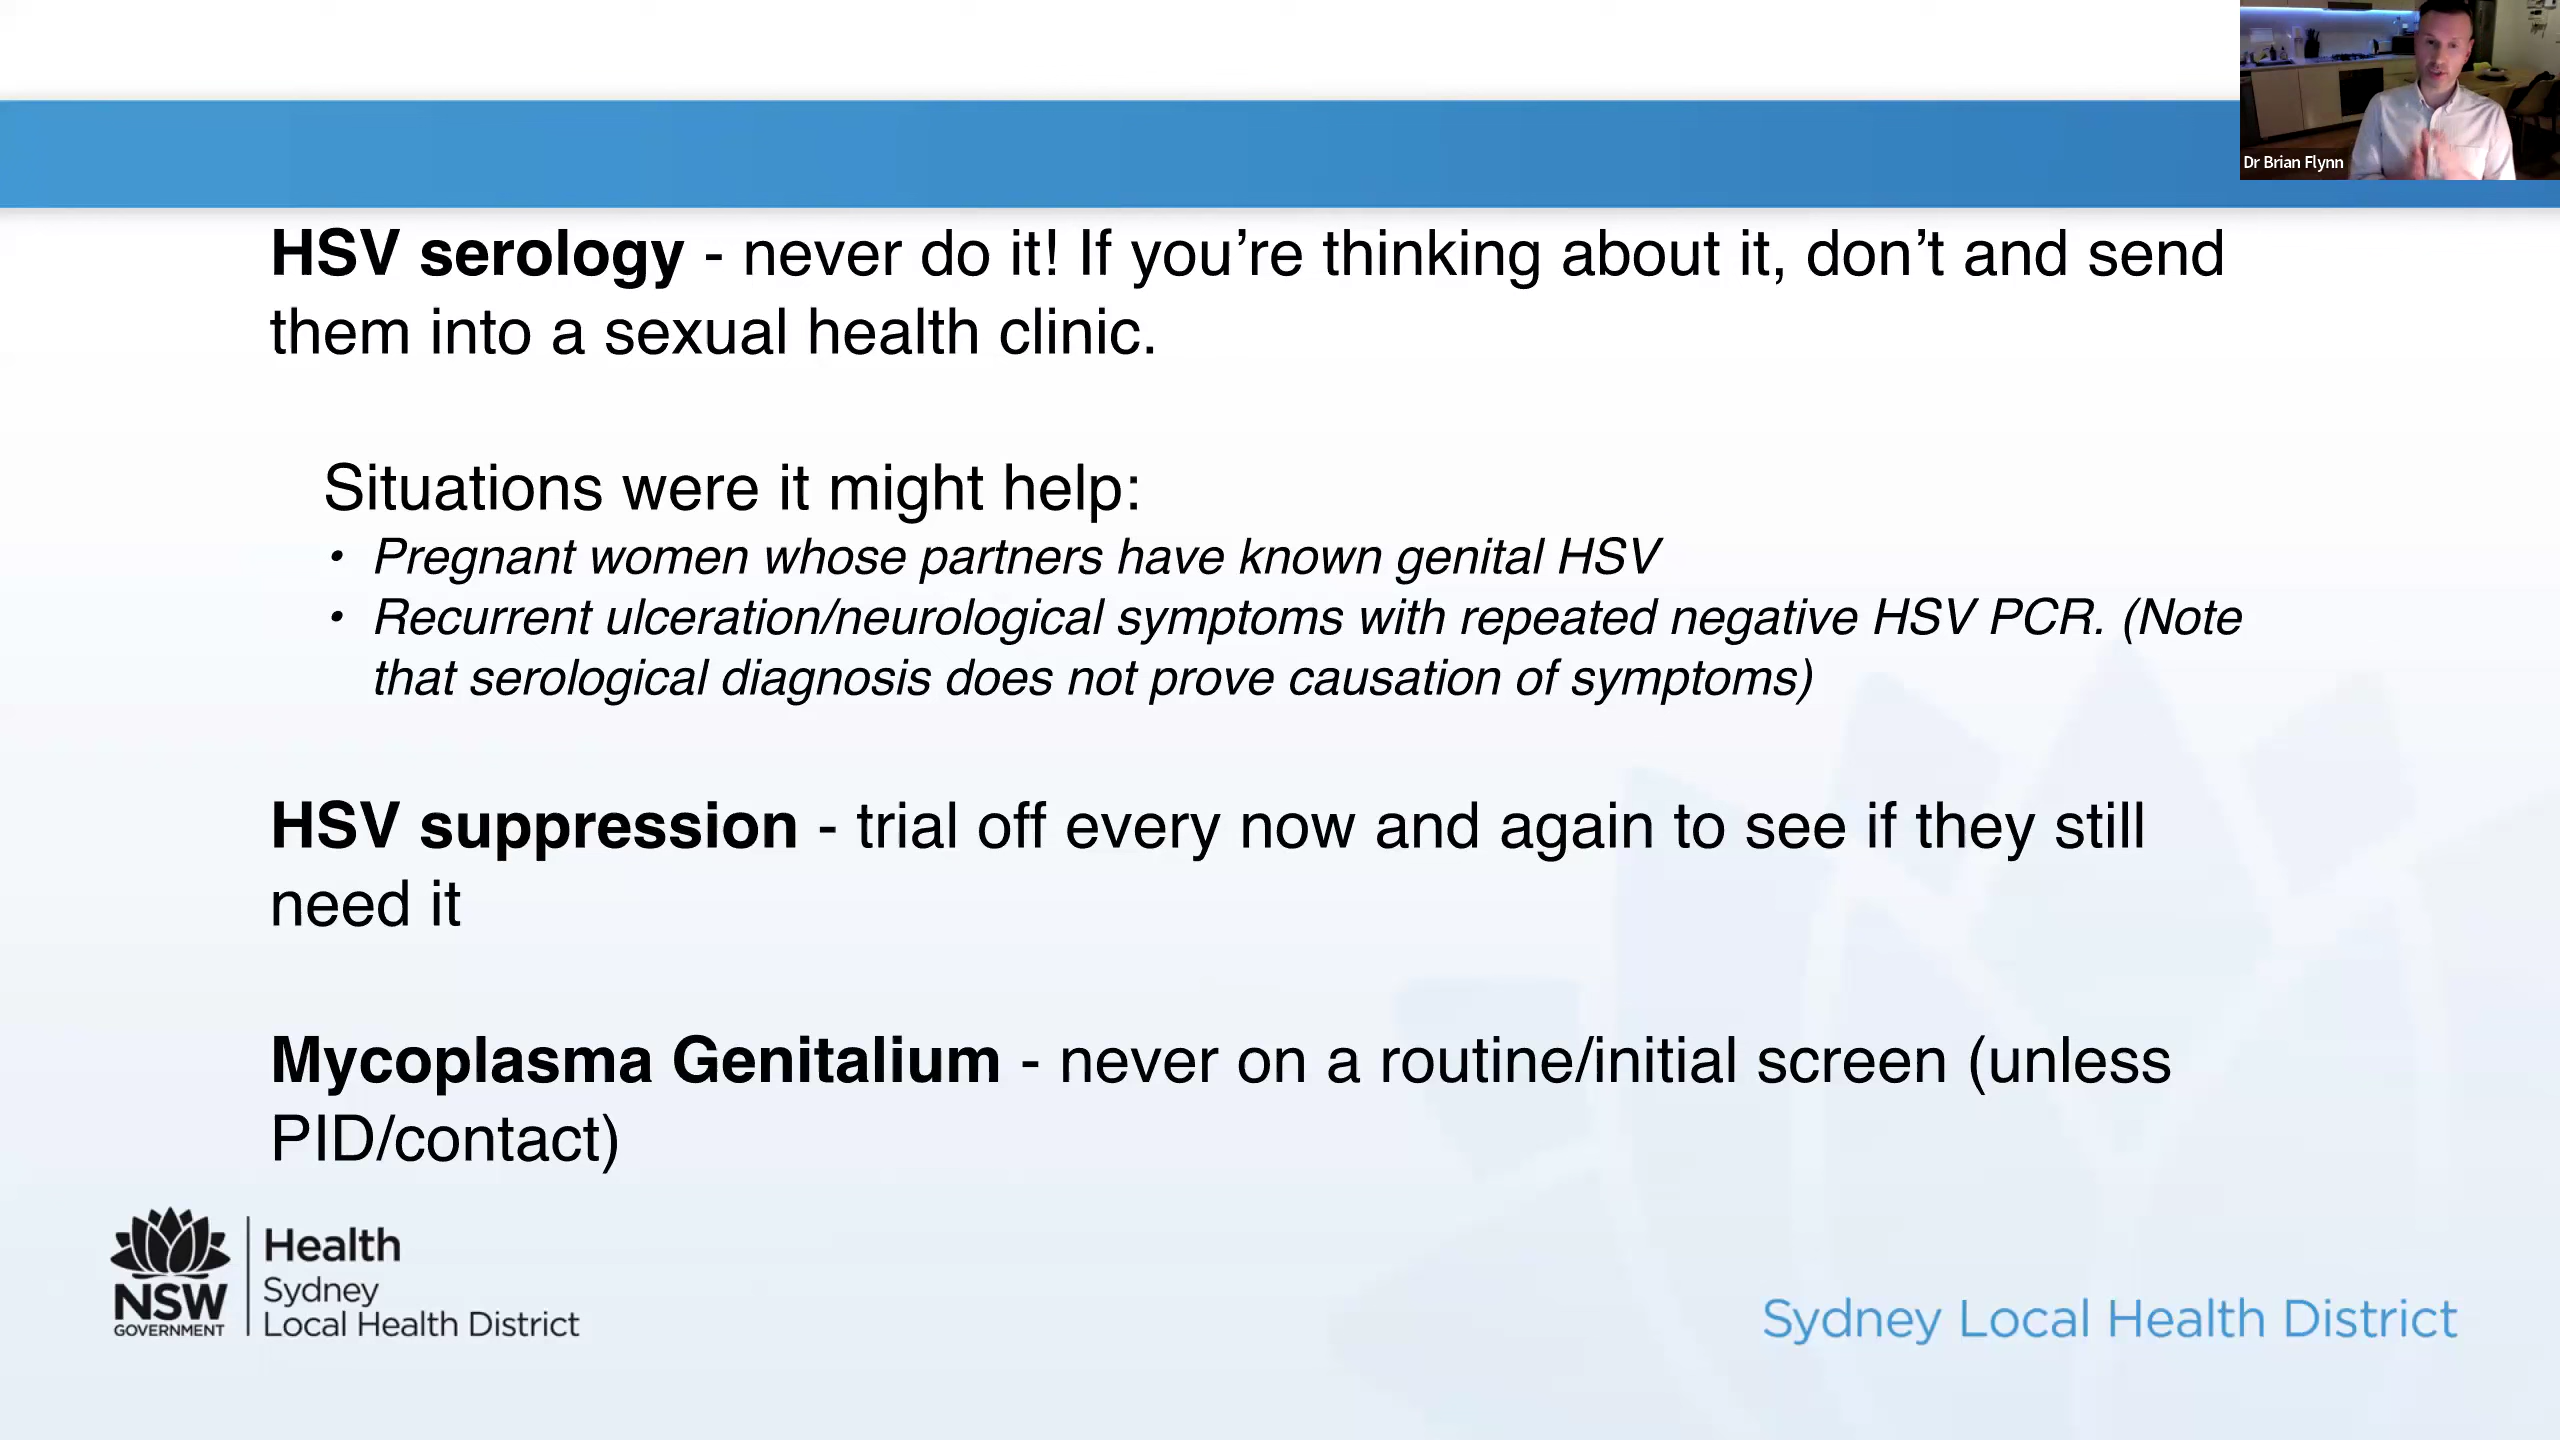 Dr Brian Flynn
HSV serology - never do it! If you’re thinking about it, don’t and send
them into a sexual health clinic.
Situations were it might help:
• Pregnant women whose partners have known genital HSV
• Recurrent ulceration/neurological symptoms with repeated negative HSV PCR. (Note
that serological diagnosis does not prove causation of symptoms)
HSV suppression - trial off every now and again to see if they still
need it
Mycoplasma Genitalium - never on a routine/initial screen (unless
PID/contact)
NSW
GOVERNMENT
Health
Sydney
Local Health District
Sydney Local Health District